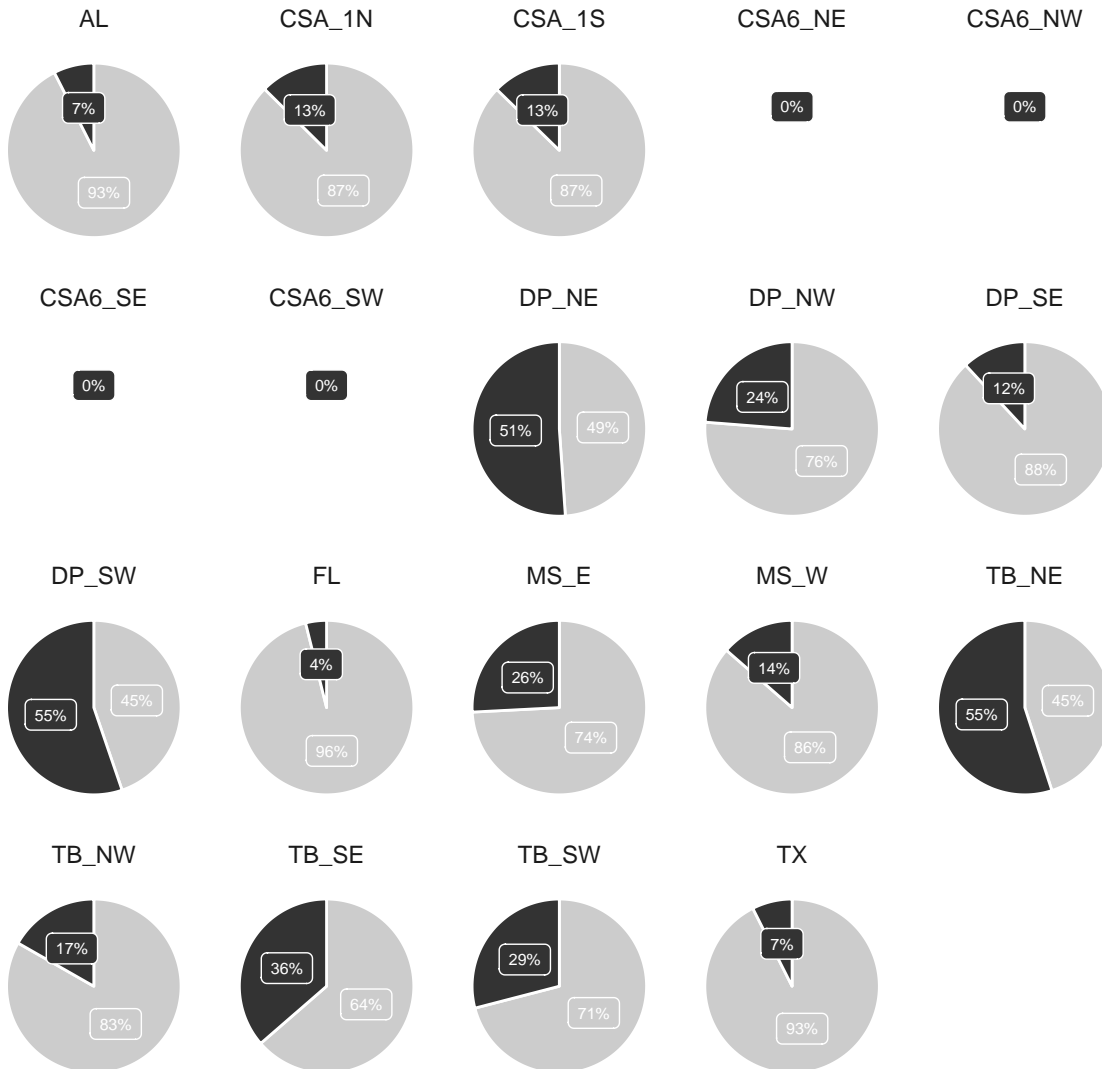 AL CSA_1N CSA_1S CSA6_NE CSA6_NW
7% 13% 13% 0% 0%
93% 87% 87%
CSA6_SE CSA6_SW DP_NE DP_NW DP_SE
0% 0% 51% 49% 24% 76% 12% 88%
DP_SW FL MS_E MS_W TB_NE
55% 45% 4% 96% 26% 74% 14% 86% 55% 45%
TB_NW TB_SE TB_SW TX
17% 83% 36% 64% 29% 71% 7% 93%